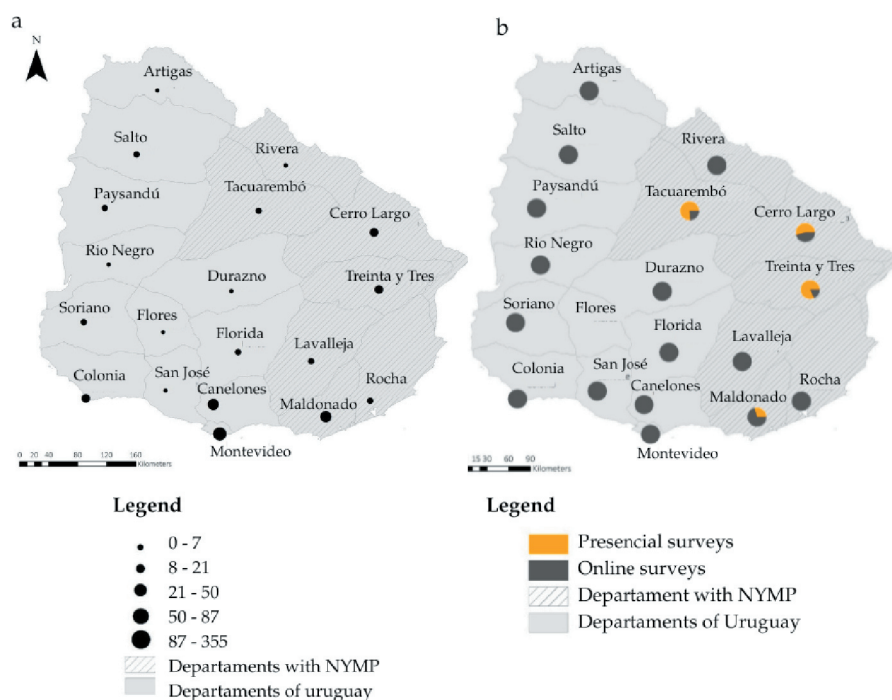 a
N
Artigas
Salto
Rivera
Tacuarembó
Paysandú
Cerro Largo
Rio Negro
Durazno
Treinta y Tres
Soriano
Flores
Florida
Lavalleja
Colonia
San José
Canelones
Rocha
Maldonado
Montevideo
0 20 40 80 120 160
Kilometers
Legend
0 - 7
8 - 21
21 - 50
50 - 87
87 - 355
Departaments with NYMP
Departaments of uruguay
b
Artigas
Salto
Rivera
Tacuarembó
Paysandú
Cerro Largo
Rio Negro
Treinta y Tres
Durazno
Soriano
Flores
Florida
Lavalleja
Colonia
San José
Canelones
Maldonado
Rocha
Montevideo
15 30 60 90
Kilometers
Legend
Presencial surveys
Online surveys
Departament with NYMP
Departaments of Uruguay